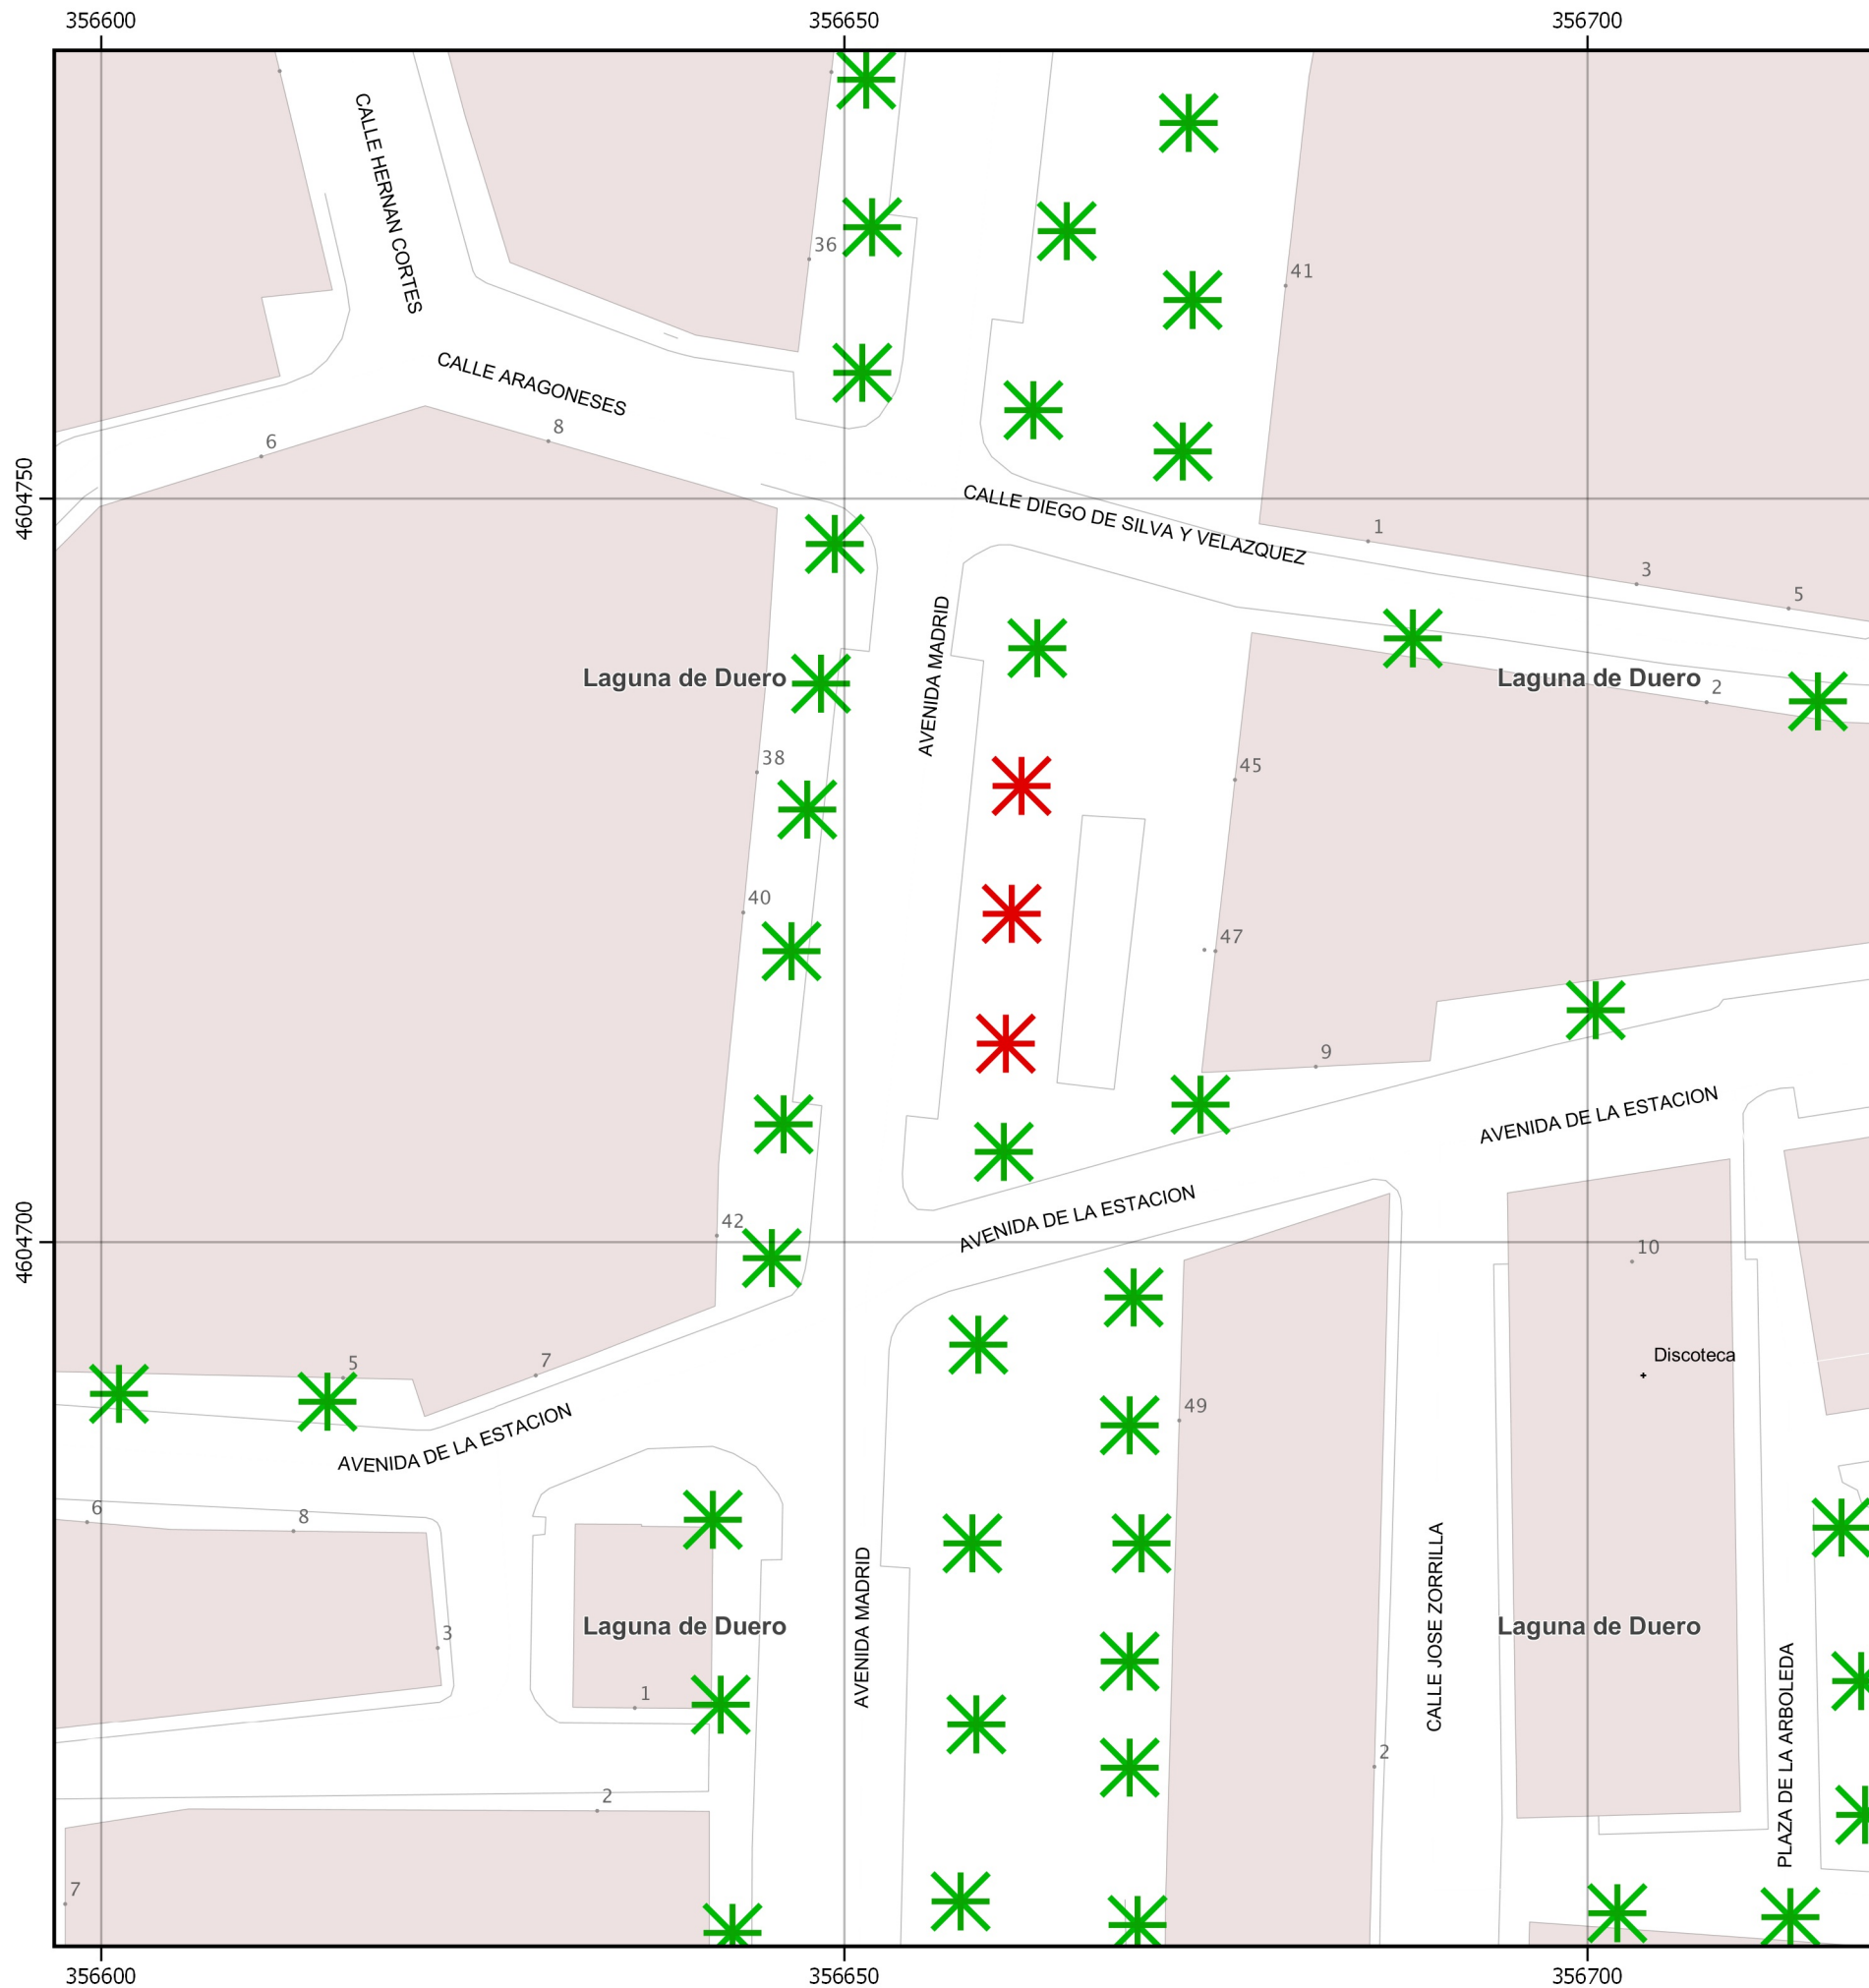 356600
356650
356700
CALLE HERNAN CORTES
36
41
CALLE ARAGONESES
8
6
4604750
CALLE DIEGO DE SILVA Y VELAZQUEZ
1
3
5
AVENIDA MADRID
Laguna de Duero
Laguna de Duero
2
38
45
40
47
9
AVENIDA DE LA ESTACION
AVENIDA DE LA ESTACION
42
4604700
10
Discoteca
5
7
49
AVENIDA DE LA ESTACION
6
8
AVENIDA MADRID
CALLE JOSE ZORRILLA
Laguna de Duero
Laguna de Duero
3
PLAZA DE LA ARBOLEDA
1
2
2
7
356600
356650
356700